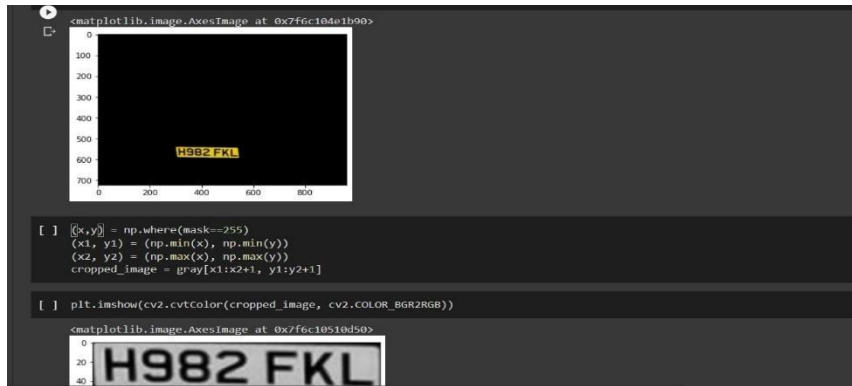 <matplotlib.image.AxesImage at 0x7f6c104e1b90>
0
100
200
300
400
500
600
700
H982 FKL
0 200 400 600 800
[ ] (x,y) = np.where(mask==255)
(x1, y1) = (np.min(x), np.min(y))
(x2, y2) = (np.max(x), np.max(y))
cropped_image = gray[x1:x2+1, y1:y2+1]
[ ] plt.imshow(cv2.cvtColor(cropped_image, cv2.COLOR_BGR2RGB))
<matplotlib.image.AxesImage at 0x7f6c10510d50>
0
20
40
H982 FKL